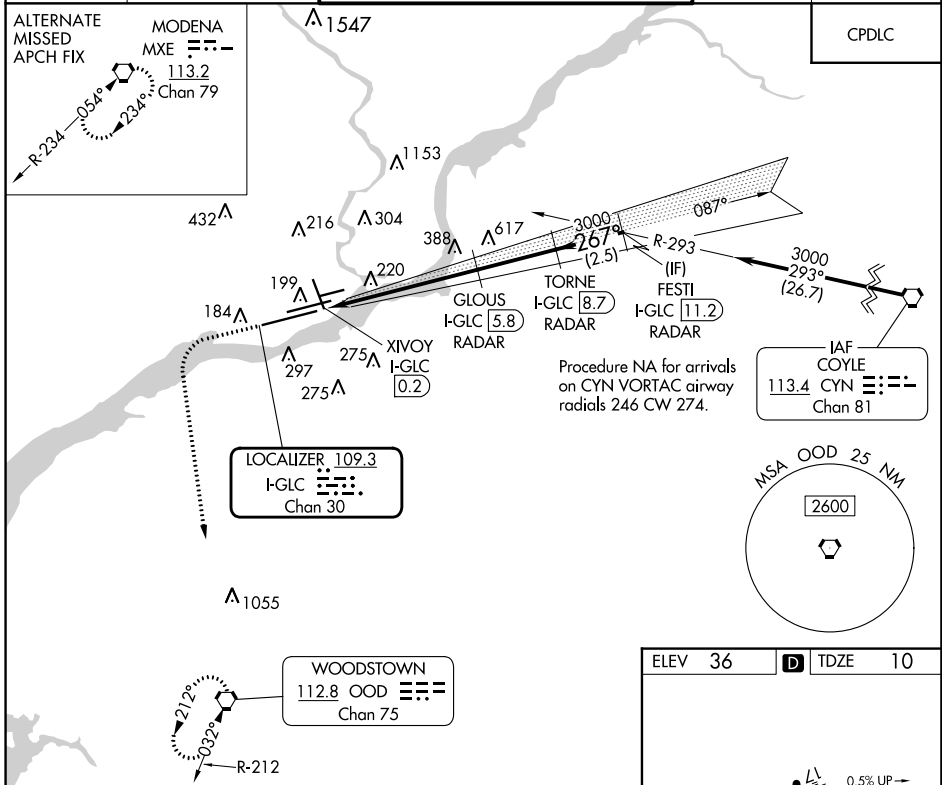 ALTERNATE
MISSED
APCH FIX
MODENA
MXE
113.2
Chan 79
R-234
054°
234°
1547
CPDLC
1153
432
216
304
388
617
199
220
184
297
275
275
3000
267°
(2.5)
087°
R-293
3000
293°
(26.7)
GLOUS
I-GLC 5.8
RADAR
TORNE
I-GLC 8.7
RADAR
(IF)
FESTI
I-GLC 11.2
RADAR
XIVOY
I-GLC
0.2
Procedure NA for arrivals
on CYN VORTAC airway
radials 246 CW 274.
IAF
COYLE
113.4 CYN
Chan 81
LOCALIZER 109.3
I-GLC
Chan 30
MSA OOD 25 NM
2600
1055
WOODSTOWN
112.8 OOD
Chan 75
212°
032°
R-212
ELEV 36 D TDZE 10
0.5% UP